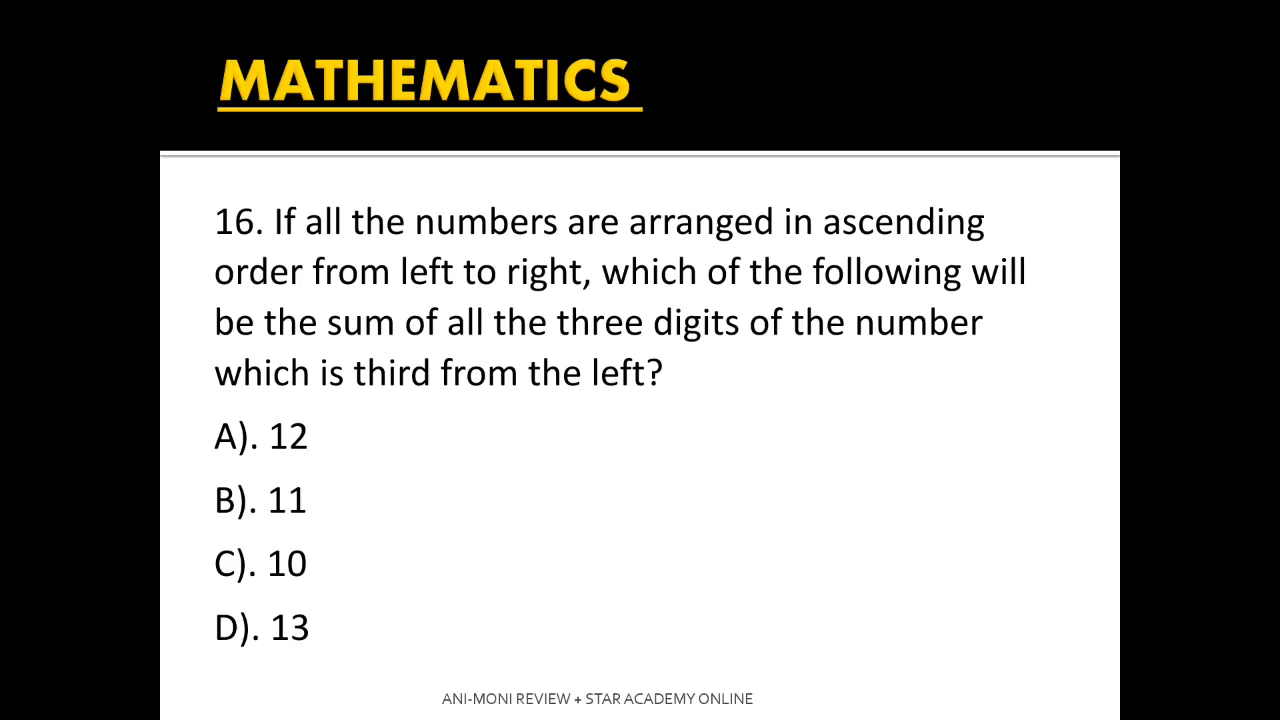 MATHEMATICS
16. If all the numbers are arranged in ascending
order from left to right, which of the following will
be the sum of all the three digits of the number
which is third from the left?
A). 12
B). 11
C). 10
D). 13
ANI-MONI REVIEW + STAR ACADEMY ONLINE